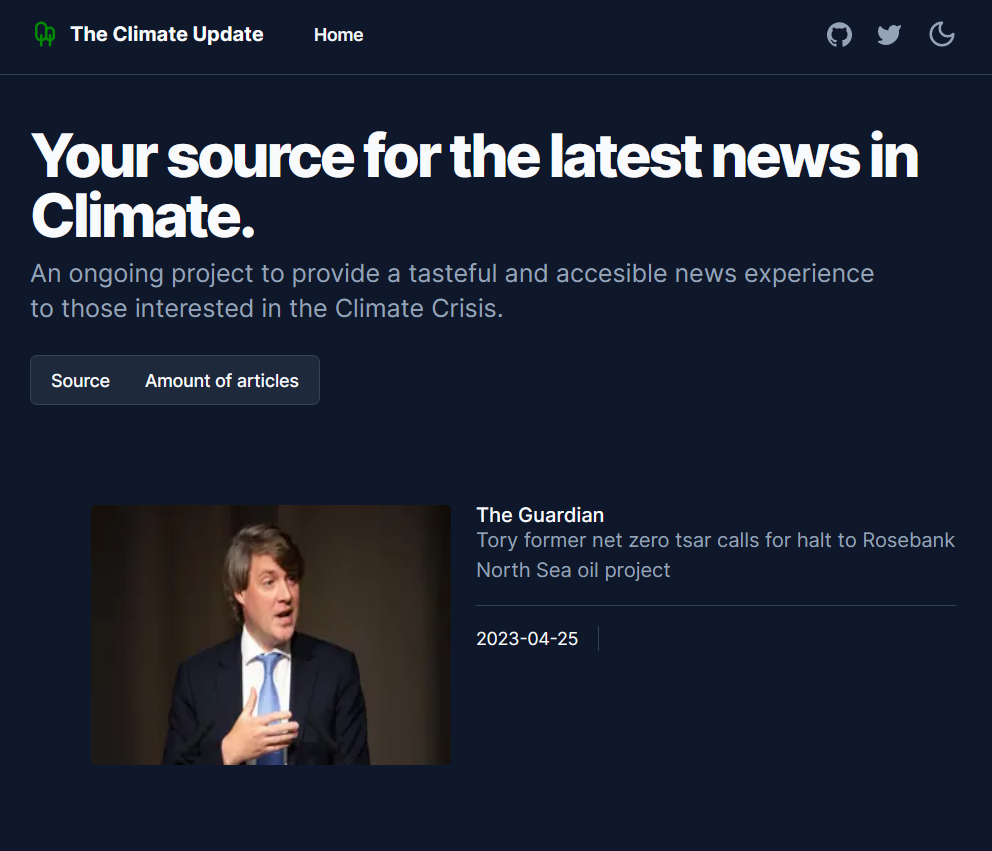 The Climate Update
Home
Your source for the latest news in
Climate.
An ongoing project to provide a tasteful and accesible news experience
to those interested in the Climate Crisis.
Source
Amount of articles
The Guardian
Tory former net zero tsar calls for halt to Rosebank
North Sea oil project
2023-04-25